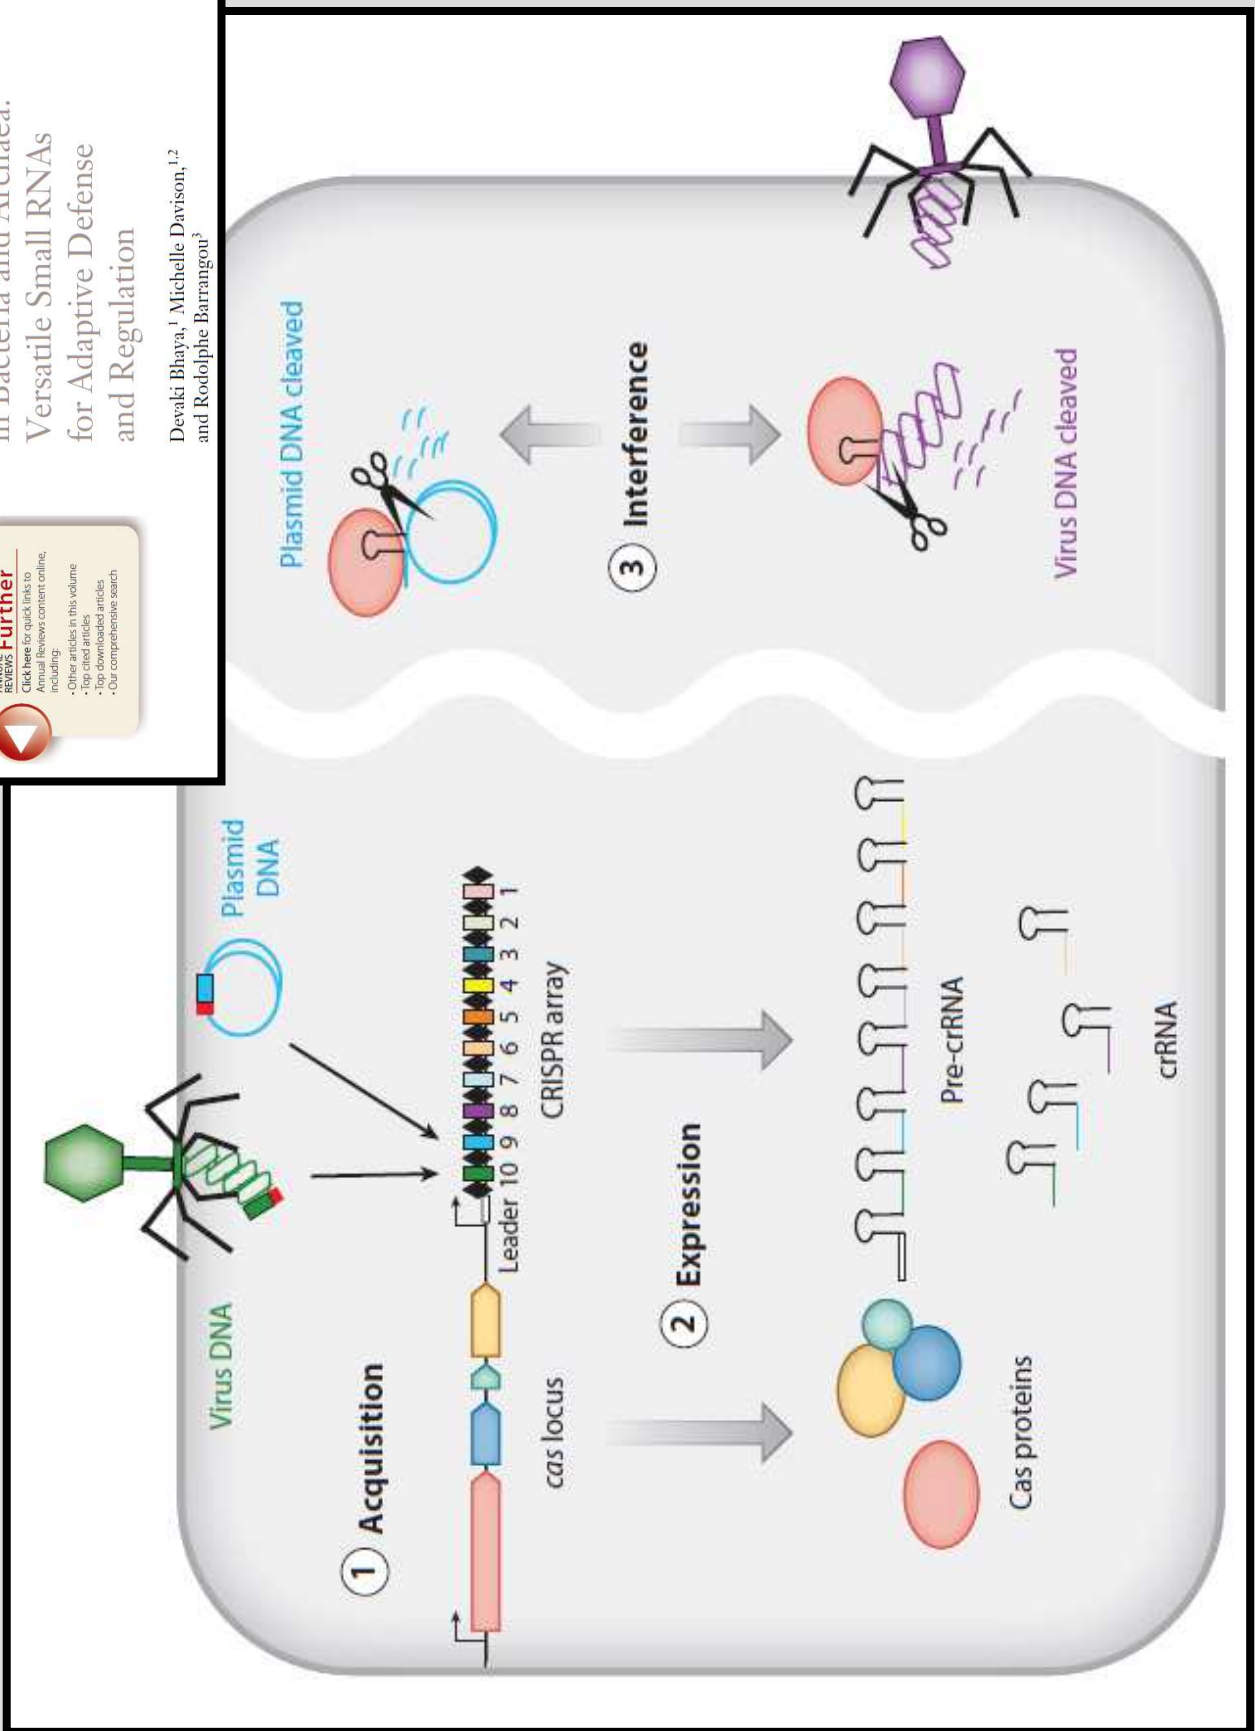 in Bacteria and Archaea:
Versatile Small RNAs
for Adaptive Defense
and Regulation
Devaki Bhaya,¹ Michelle Davison,¹,²
and Rodolphe Barrangou³
REVIEWS Further
Click here for quick links to
Annual Reviews content online,
including:
• Other articles in this volume
• Top cited articles
• Top downloaded articles
• Our comprehensive search
Virus DNA
Plasmid
DNA
1 Acquisition
Leader 10 9 8 7 6 5 4 3 2 1
cas locus
CRISPR array
2 Expression
Pre-crRNA
Cas proteins
crRNA
Plasmid DNA cleaved
3 Interference
Virus DNA cleaved